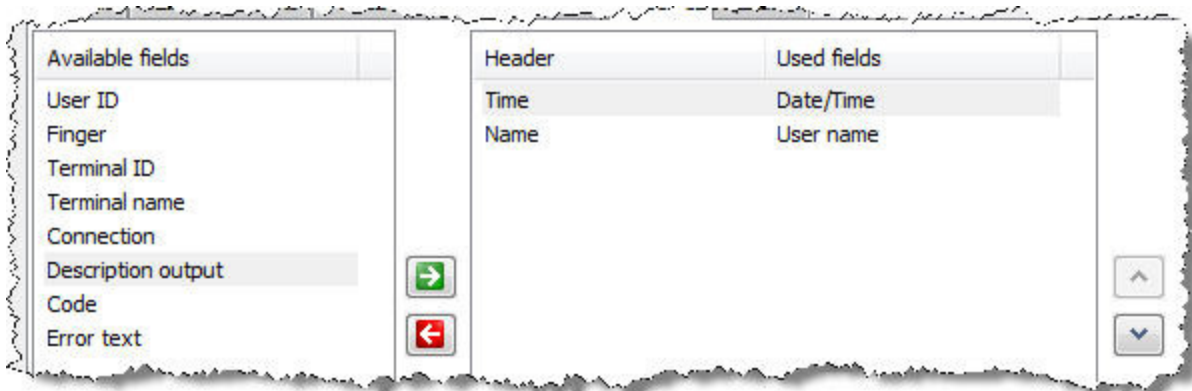 Available fields
User ID
Finger
Terminal ID
Terminal name
Connection
Description output
Code
Error text
Header Used fields
Time Date/Time
Name User name